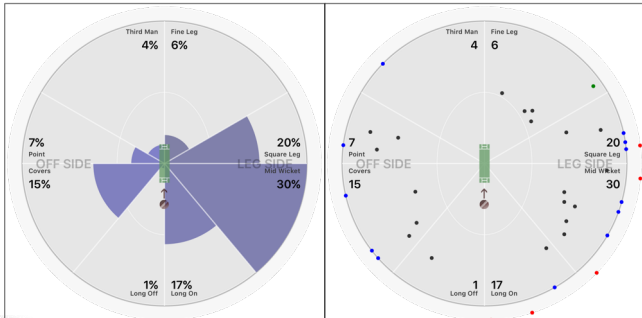 Third Man Fine Leg
4% 6%
7%
Point
OFF SIDE
Covers
15%
20%
Square Leg
LEG SIDE
Mid Wicket
30%
1% 17%
Long Off Long On
Third Man Fine Leg
4 6
7
Point
OFF SIDE
Covers
15
20
Square Leg
LEG SIDE
Mid Wicket
30
1 17
Long Off Long On